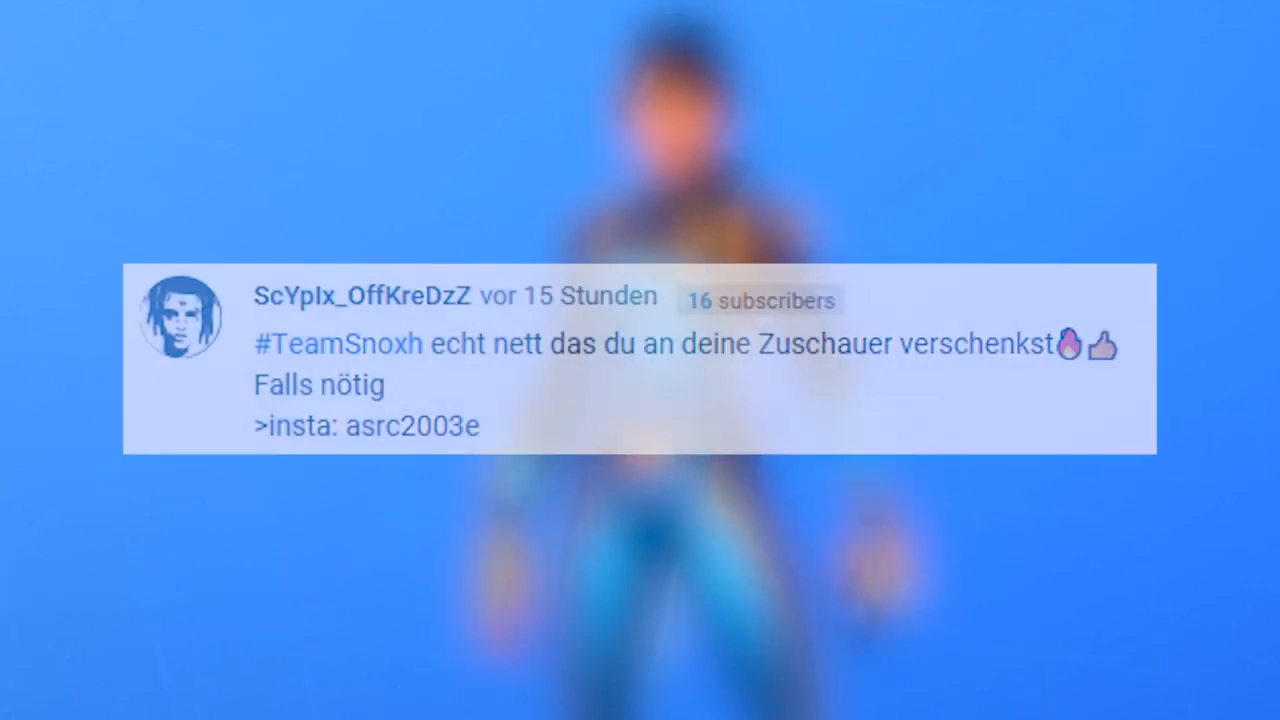 ScYpIx_OffKreDzZ vor 15 Stunden 16 subscribers
#TeamSnoxh echt nett das du an deine Zuschauer verschenkst🔥👍
Falls nötig
>insta: asrc2003e